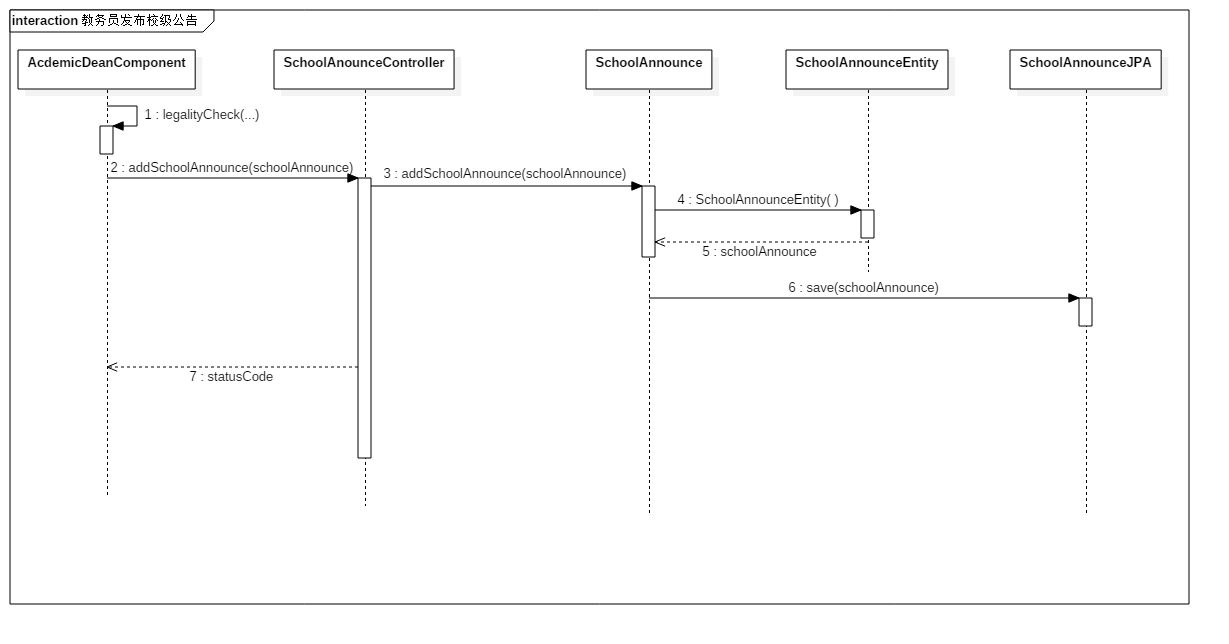 interaction 教务员发布校级公告
AcdemicDeanComponent
SchoolAnounceController
SchoolAnnounce
SchoolAnnounceEntity
SchoolAnnounceJPA
1 : legalityCheck(...)
2 : addSchoolAnnounce(schoolAnnounce)
3 : addSchoolAnnounce(schoolAnnounce)
4 : SchoolAnnounceEntity( )
5 : schoolAnnounce
6 : save(schoolAnnounce)
7 : statusCode